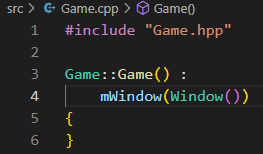 src > Game.cpp > Game()
1 #include "Game.hpp"
2
3 Game::Game() :
4     mWindow(Window())
5 {
6 }